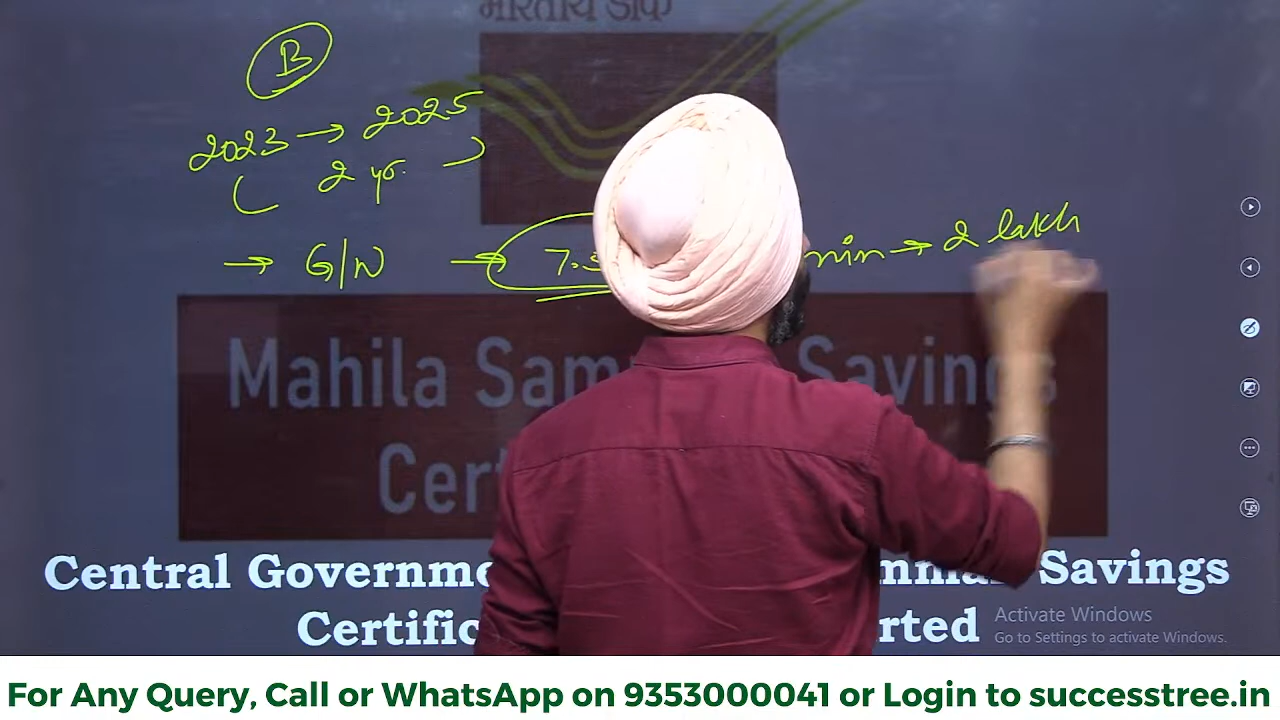 भारतीय डाक
B
2023 → 2025
2 yr.
→ G/W → 7.5 min → 2 lakh
Mahila Sam Savings
Cert
Central Governme Savings
Certific rted
Activate Windows
Go to Settings to activate Windows.
For Any Query, Call or WhatsApp on 9353000041 or Login to successtree.in